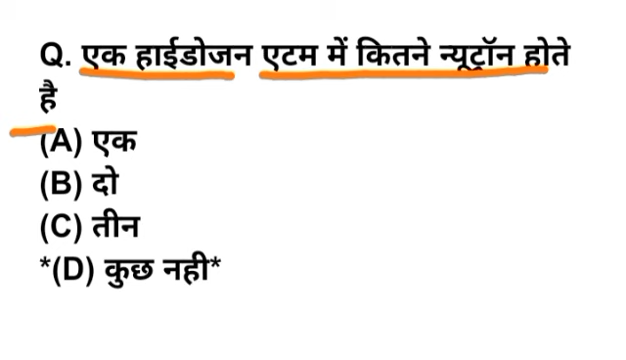 Q. एक हाईडोजन एटम में कितने न्यूट्रॉन होते
है
(A) एक
(B) दो
(C) तीन
*(D) कुछ नही*